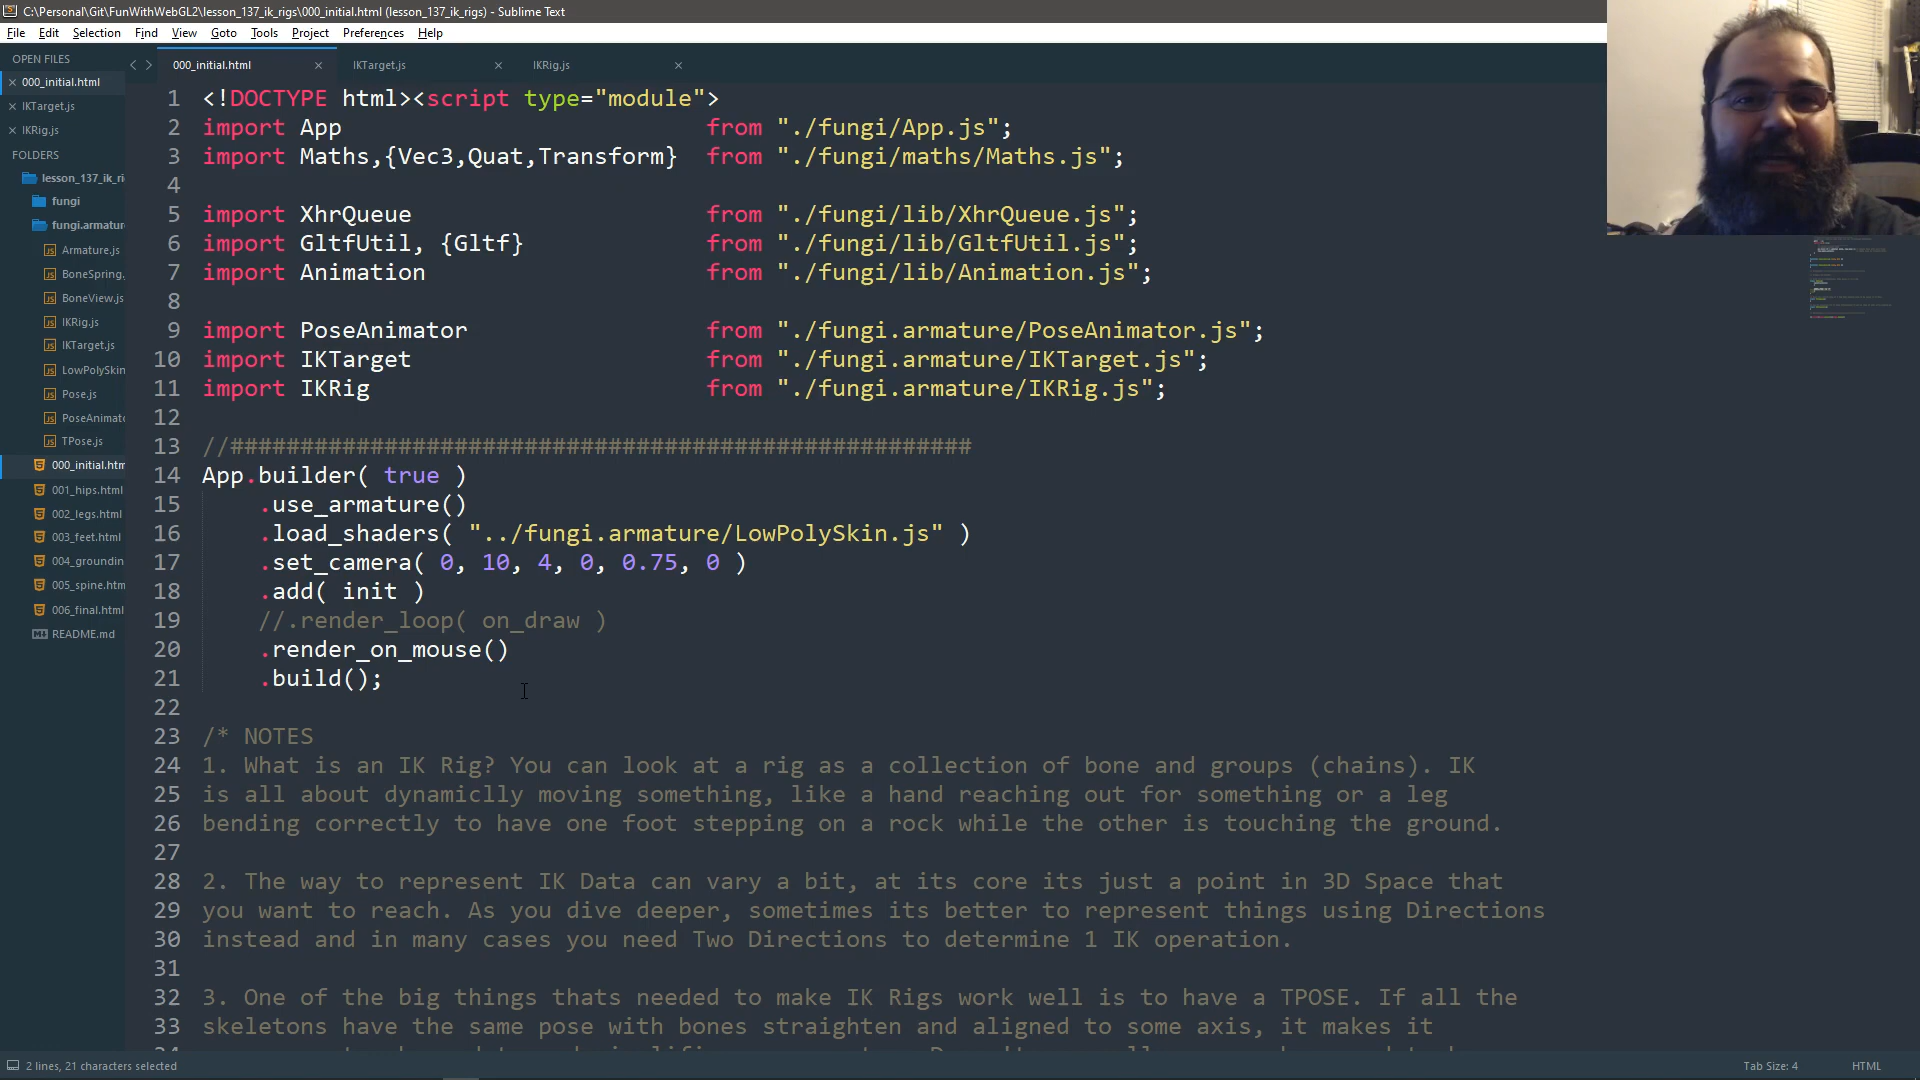 C:\Personal\Git\FunWithWebGL2\lesson_137_ik_rigs\000_initial.html (lesson_137_ik_rigs) - Sublime Text
File Edit Selection Find View Goto Tools Project Preferences Help
OPEN FILES
000_initial.html
IKTarget.js
IKRig.js
FOLDERS
lesson_137_ik_ri
fungi
fungi.armatur
Armature.js
BoneSpring.
BoneView.js
IKRig.js
IKTarget.js
LowPolySkin
Pose.js
PoseAnimato
TPose.js
000_initial.htm
001_hips.html
002_legs.html
003_feet.html
004_groundin
005_spine.htm
006_final.html
README.md
000_initial.html IKTarget.js IKRig.js
1 <!DOCTYPE html><script type="module">
2 import App from "./fungi/App.js";
3 import Maths,{Vec3,Quat,Transform} from "./fungi/maths/Maths.js";
4
5 import XhrQueue from "./fungi/lib/XhrQueue.js";
6 import GltfUtil, {Gltf} from "./fungi/lib/GltfUtil.js";
7 import Animation from "./fungi/lib/Animation.js";
8
9 import PoseAnimator from "./fungi.armature/PoseAnimator.js";
10 import IKTarget from "./fungi.armature/IKTarget.js";
11 import IKRig from "./fungi.armature/IKRig.js";
12
13 //#####################################################
14 App.builder( true )
15 .use_armature()
16 .load_shaders( "../fungi.armature/LowPolySkin.js" )
17 .set_camera( 0, 10, 4, 0, 0.75, 0 )
18 .add( init )
19 //.render_loop( on_draw )
20 .render_on_mouse()
21 .build();
22
23 /* NOTES
24 1. What is an IK Rig? You can look at a rig as a collection of bone and groups (chains). IK
25 is all about dynamiclly moving something, like a hand reaching out for something or a leg
26 bending correctly to have one foot stepping on a rock while the other is touching the ground.
27
28 2. The way to represent IK Data can vary a bit, at its core its just a point in 3D Space that
29 you want to reach. As you dive deeper, sometimes its better to represent things using Directions
30 instead and in many cases you need Two Directions to determine 1 IK operation.
31
32 3. One of the big things thats needed to make IK Rigs work well is to have a TPOSE. If all the
33 skeletons have the same pose with bones straighten and aligned to some axis, it makes it
2 lines, 21 characters selected
Tab Size: 4
HTML